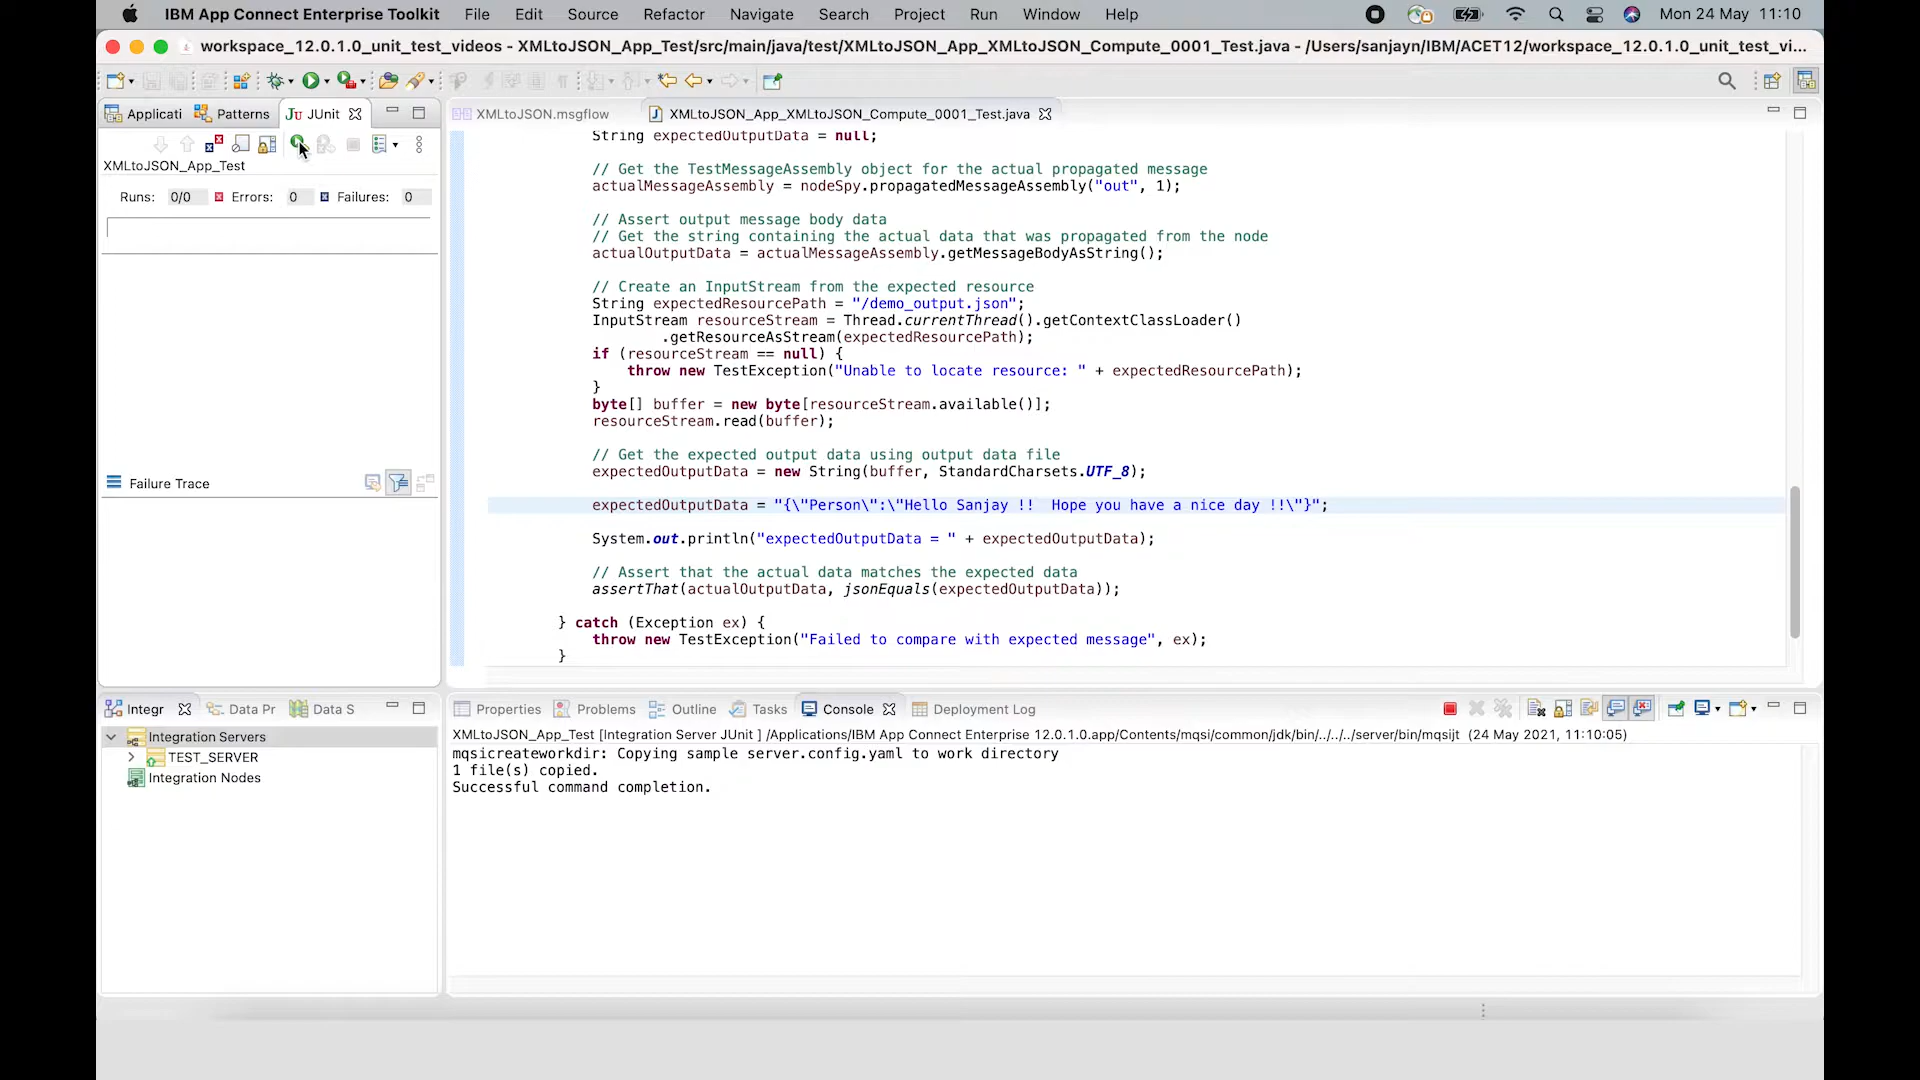 IBM App Connect Enterprise Toolkit File Edit Source Refactor Navigate Search Project Run Window Help Mon 24 May 11:10
workspace_12.0.1.0_unit_test_videos - XMLtoJSON_App_Test/src/main/java/test/XMLtoJSON_App_XMLtoJSON_Compute_0001_Test.java - /Users/sanjayn/IBM/ACET12/workspace_12.0.1.0_unit_test_vi...
Applicati Patterns JUnit
XMLtoJSON.msgflow XMLtoJSON_App_XMLtoJSON_Compute_0001_Test.java
XMLtoJSON_App_Test
Runs: 0/0 Errors: 0 Failures: 0
Failure Trace
String expectedOutputData = null;
// Get the TestMessageAssembly object for the actual propagated message
actualMessageAssembly = nodeSpy.propagatedMessageAssembly("out", 1);
// Assert output message body data
// Get the string containing the actual data that was propagated from the node
actualOutputData = actualMessageAssembly.getMessageBodyAsString();
// Create an InputStream from the expected resource
String expectedResourcePath = "/demo_output.json";
InputStream resourceStream = Thread.currentThread().getContextClassLoader()
.getResourceAsStream(expectedResourcePath);
if (resourceStream == null) {
throw new TestException("Unable to locate resource: " + expectedResourcePath);
}
byte[] buffer = new byte[resourceStream.available()];
resourceStream.read(buffer);
// Get the expected output data using output data file
expectedOutputData = new String(buffer, StandardCharsets.UTF_8);
expectedOutputData = "{\"Person\":\"Hello Sanjay !!  Hope you have a nice day !!\"}";
System.out.println("expectedOutputData = " + expectedOutputData);
// Assert that the actual data matches the expected data
assertThat(actualOutputData, jsonEquals(expectedOutputData));
} catch (Exception ex) {
throw new TestException("Failed to compare with expected message", ex);
}
Integr Data Pr Data S
Integration Servers
TEST_SERVER
Integration Nodes
Properties Problems Outline Tasks Console Deployment Log
XMLtoJSON_App_Test [Integration Server JUnit ] /Applications/IBM App Connect Enterprise 12.0.1.0.app/Contents/mqsi/common/jdk/bin/../../../server/bin/mqsijt (24 May 2021, 11:10:05)
mqsicreateworkdir: Copying sample server.config.yaml to work directory
1 file(s) copied.
Successful command completion.